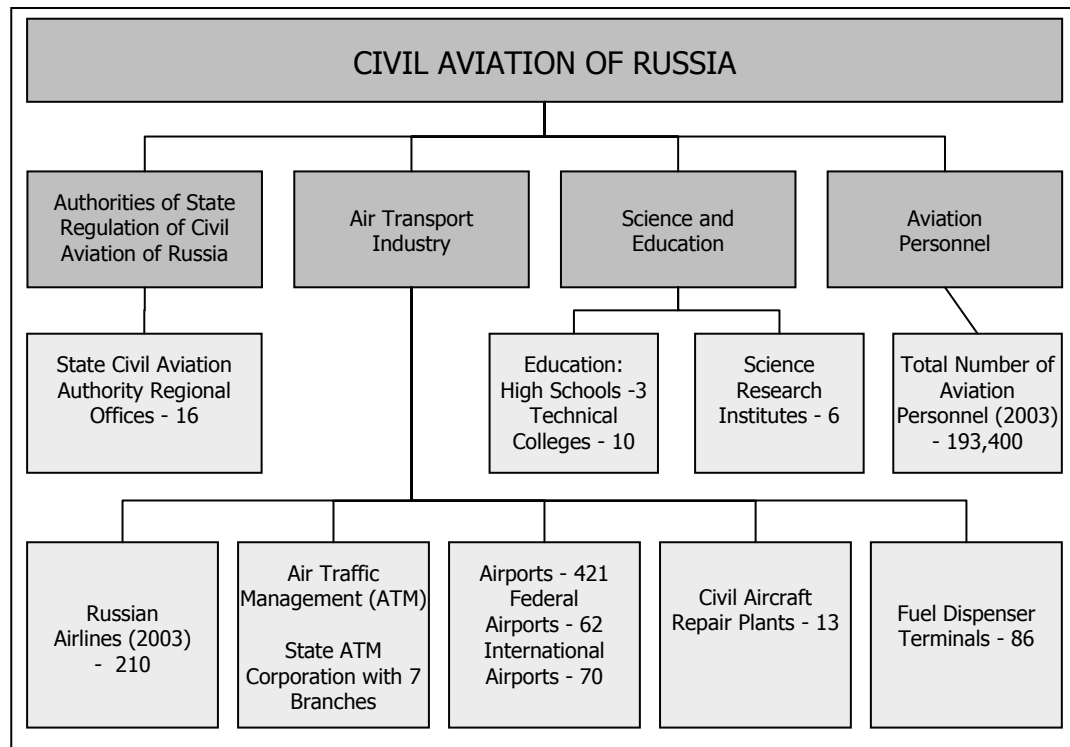 CIVIL AVIATION OF RUSSIA
Authorities of State
Regulation of Civil
Aviation of Russia
Air Transport
Industry
Science and
Education
Aviation
Personnel
State Civil Aviation
Authority Regional
Offices - 16
Education:
High Schools -3
Technical
Colleges - 10
Science
Research
Institutes - 6
Total Number of
Aviation
Personnel (2003)
- 193,400
Russian
Airlines (2003)
- 210
Air Traffic
Management (ATM)
State ATM
Corporation with 7
Branches
Airports - 421
Federal
Airports - 62
International
Airports - 70
Civil Aircraft
Repair Plants - 13
Fuel Dispenser
Terminals - 86